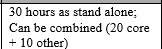 30 hours as stand alone;
Can be combined (20 core
+ 10 other)